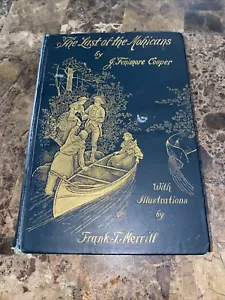 The Last of the Mohicans
by
J. Fenimore Cooper
With
Illustrations
by
Frank T. Merrill